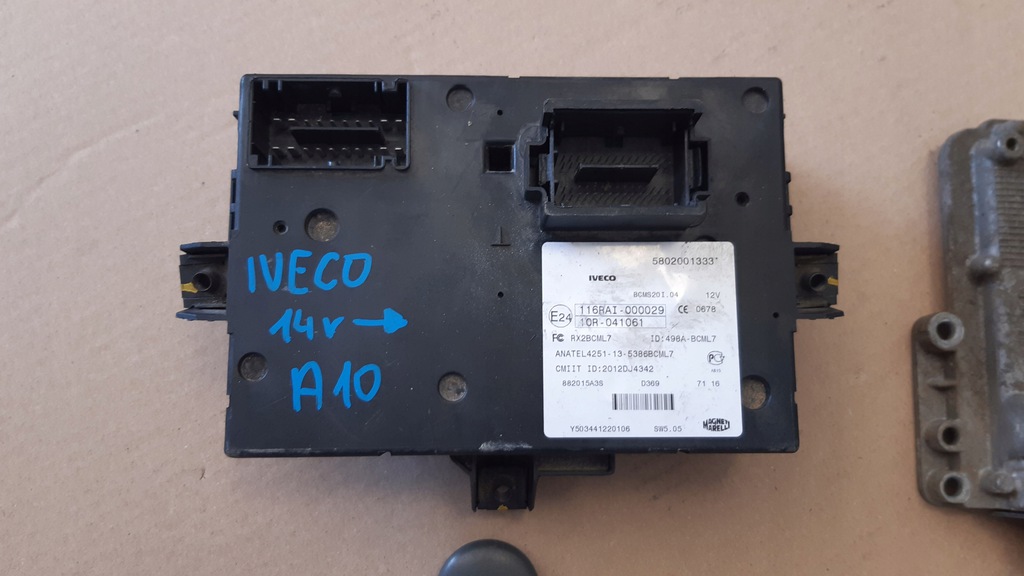 IVECO
14r →
A10
5802001333"
IVECO
BCMS20I.04 12V
E24 116RAI-000029 CE 0678
10R-041061
FC RX2BCML7 ID:498A-BCML7
ANATEL4251-13-5386BCML7
CMIIT ID:2012DJ4342
862015A3S D369 71 16
Y503441220106 SW5.05
MAGNETI MARELLI